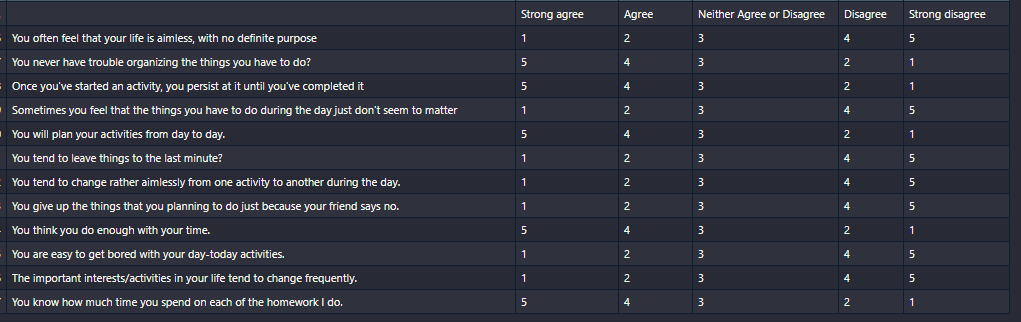 Strong agree Agree Neither Agree or Disagree Disagree Strong disagree
You often feel that your life is aimless, with no definite purpose 1 2 3 4 5
You never have trouble organizing the things you have to do? 5 4 3 2 1
Once you've started an activity, you persist at it until you've completed it 5 4 3 2 1
Sometimes you feel that the things you have to do during the day just don't seem to matter 1 2 3 4 5
You will plan your activities from day to day. 5 4 3 2 1
You tend to leave things to the last minute? 1 2 3 4 5
You tend to change rather aimlessly from one activity to another during the day. 1 2 3 4 5
You give up the things that you planning to do just because your friend says no. 1 2 3 4 5
You think you do enough with your time. 5 4 3 2 1
You are easy to get bored with your day-today activities. 1 2 3 4 5
The important interests/activities in your life tend to change frequently. 1 2 3 4 5
You know how much time you spend on each of the homework I do. 5 4 3 2 1